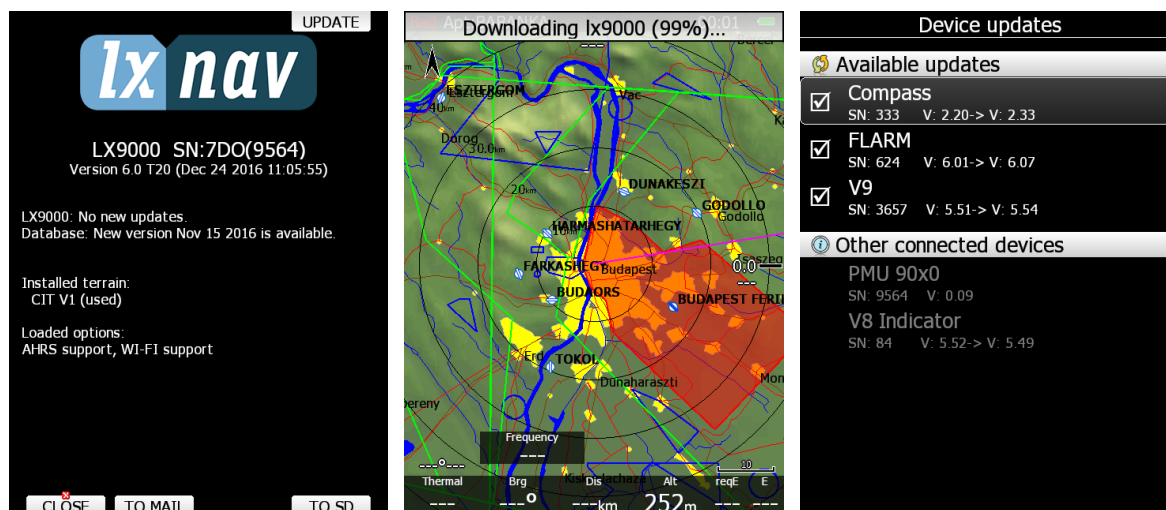 UPDATE
lx nav
LX9000 SN:7DO(9564)
Version 6.0 T20 (Dec 24 2016 11:05:55)
LX9000: No new updates.
Database: New version Nov 15 2016 is available.
Installed terrain:
CIT V1 (used)
Loaded options:
AHRS support, WI-FI support
CLOSE TO MAIL TO SD
Downloading lx9000 (99%)...
ESZTERGOM
Esztergom
Vac
40km
Dorog
30.0km
20km
DUNAKESZI
GODOLLO
Godollo
HARMASHATARHEGY
FARKASHEGY
Budapest
0.0
---
BUDAORS
Erd
TOKOL
Dunaharaszti
Frequency
---
10
Thermal Brg Dis Alt reqE E
--- ---° ---km 252m --- ---
Device updates
Available updates
Compass
SN: 333 V: 2.20-> V: 2.33
FLARM
SN: 624 V: 6.01-> V: 6.07
V9
SN: 3657 V: 5.51-> V: 5.54
Other connected devices
PMU 90x0
SN: 9564 V: 0.09
V8 Indicator
SN: 84 V: 5.52-> V: 5.49